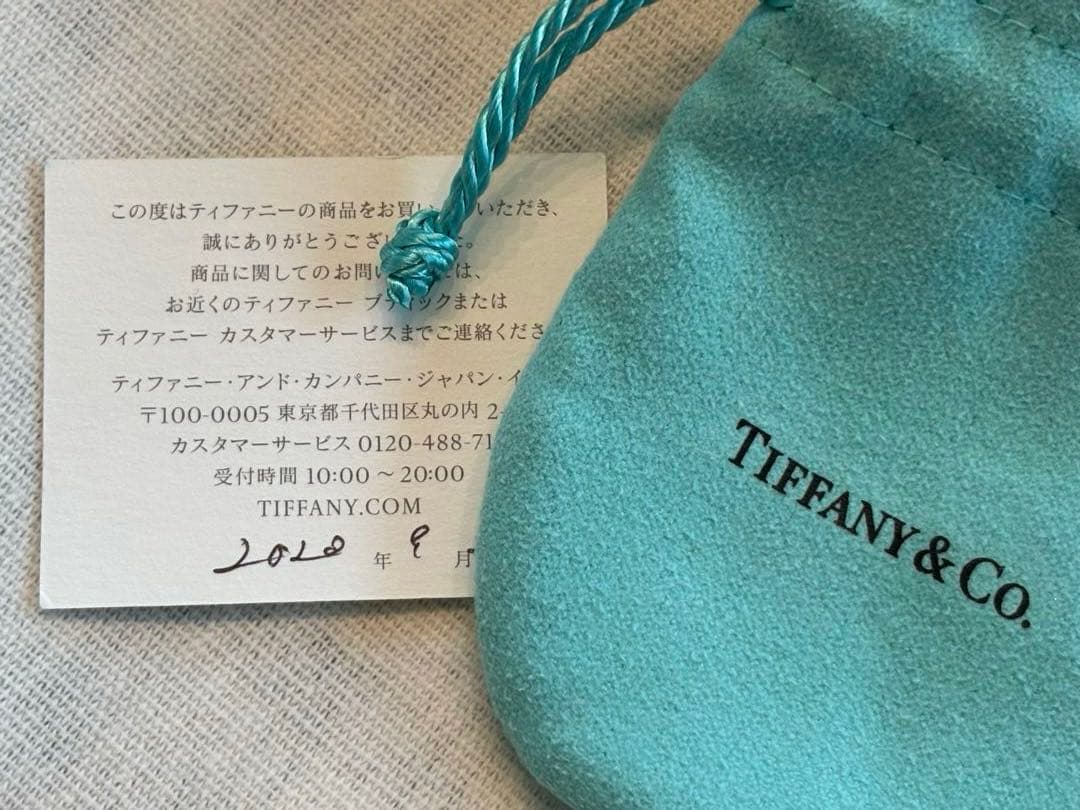 この度はティファニーの商品をお買 いただき、
誠にありがとうござい た。
商品に関してのお問い は、
お近くのティファニー ブティックまたは
ティファニー カスタマーサービスまでご連絡くださ
ティファニー・アンド・カンパニー・ジャパン・イ
〒100-0005 東京都千代田区丸の内 2-
カスタマーサービス 0120-488-71
受付時間 10:00～20:00
TIFFANY.COM
2020 年 9 月
TIFFANY & CO.